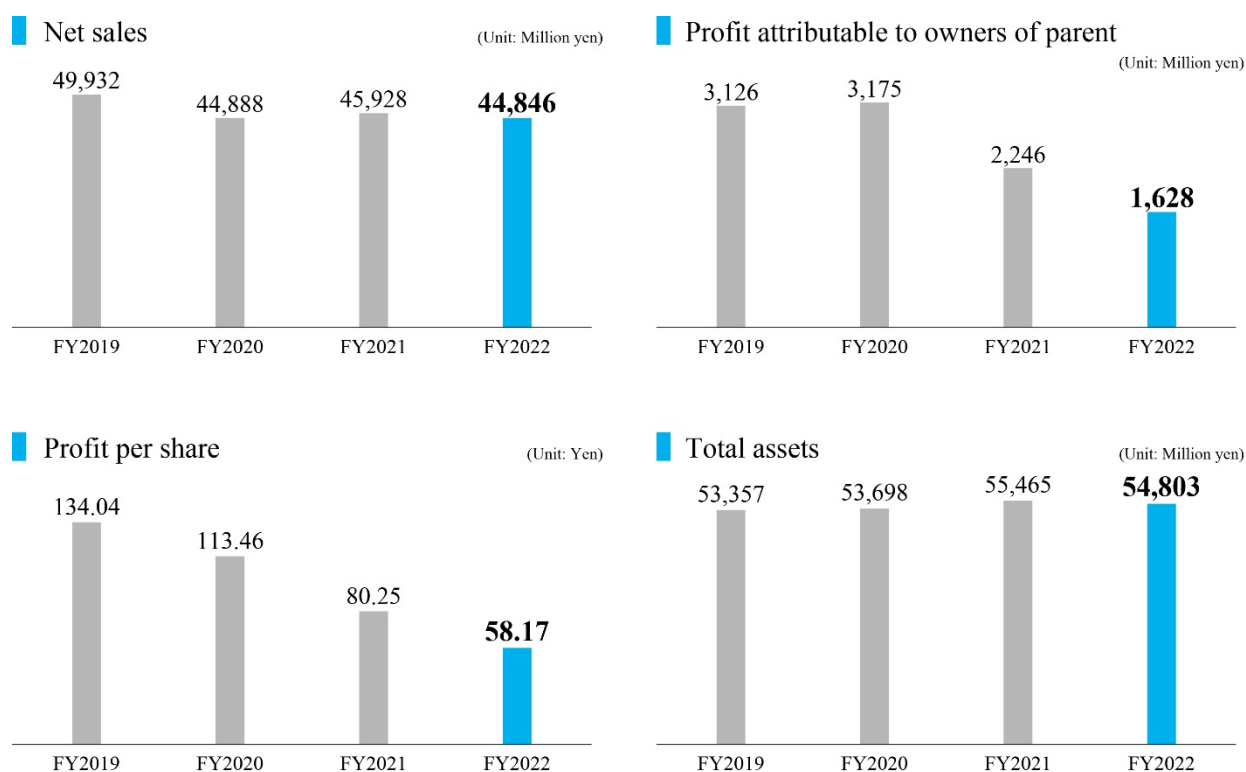 Net sales
(Unit: Million yen)
49,932
44,888
45,928
44,846
FY2019
FY2020
FY2021
FY2022
Profit attributable to owners of parent
(Unit: Million yen)
3,126
3,175
2,246
1,628
FY2019
FY2020
FY2021
FY2022
Profit per share
(Unit: Yen)
134.04
113.46
80.25
58.17
FY2019
FY2020
FY2021
FY2022
Total assets
(Unit: Million yen)
53,357
53,698
55,465
54,803
FY2019
FY2020
FY2021
FY2022